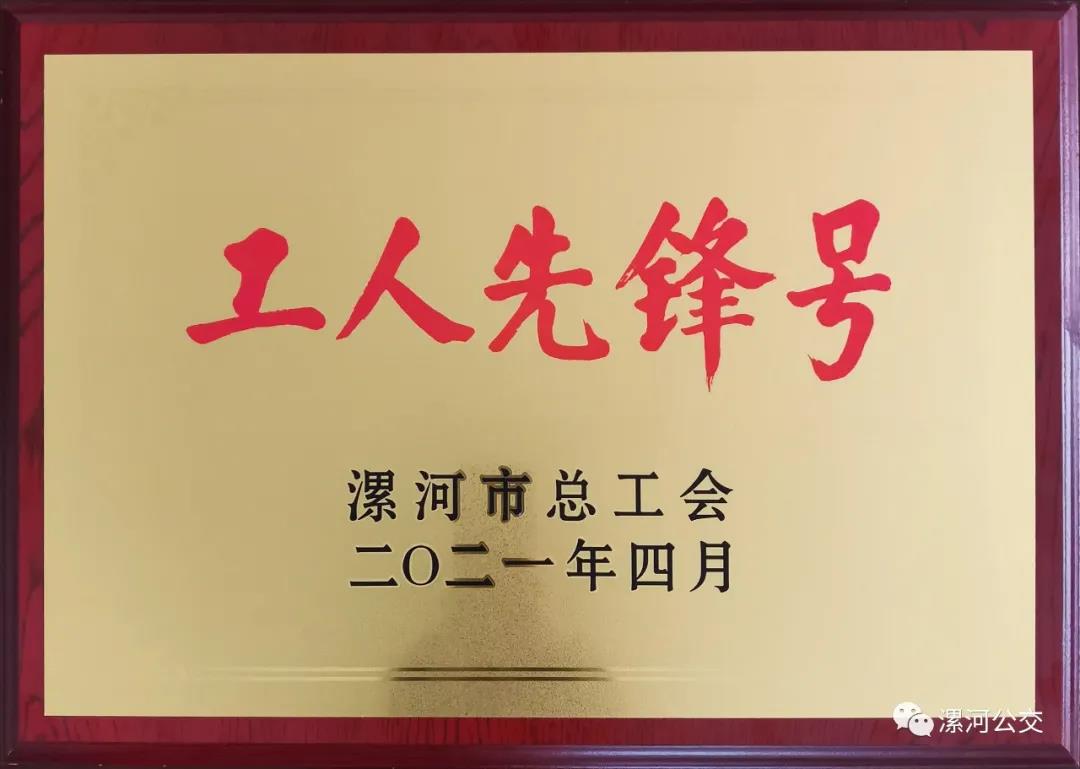 工人先锋号
漯河市总工会
二〇二一年四月
漯河公交